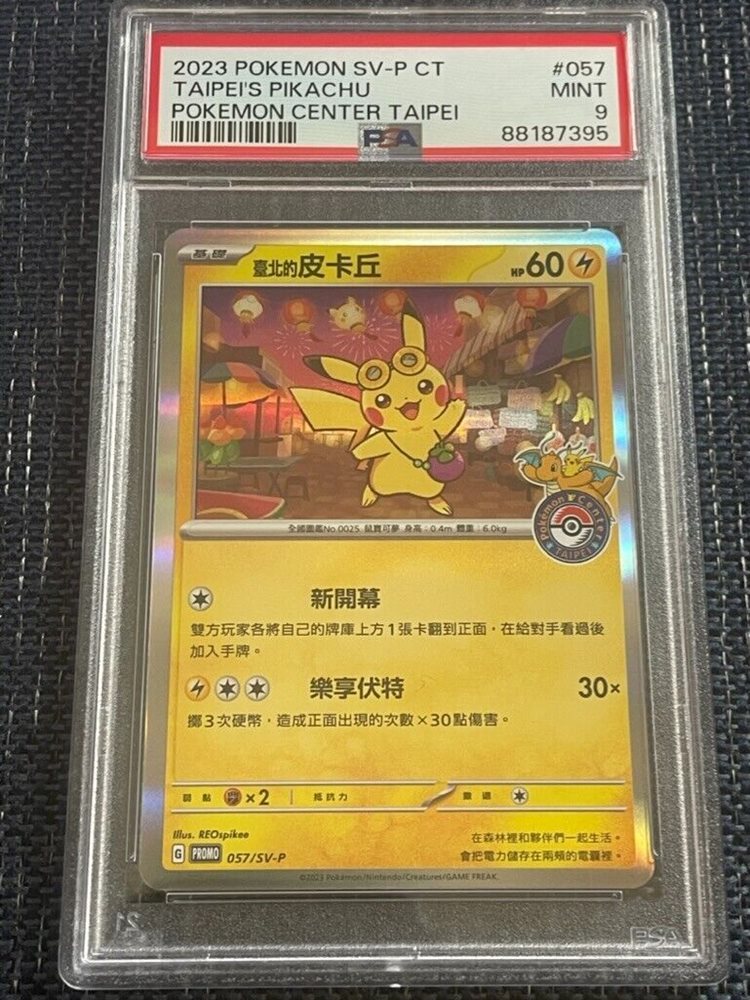 2023 POKEMON SV-P CT #057
TAIPEI'S PIKACHU MINT
POKEMON CENTER TAIPEI 9
88187395
PSA
基礎
臺北的皮卡丘 HP60
Pokémon Center
TAIPEI
全國圖鑑No.0025 鼠寶可夢 身高：0.4m 體重：6.0kg
新開幕
雙方玩家各將自己的牌庫上方1張卡翻到正面，在給對手看過後
加入手牌。
樂享伏特 30×
擲3次硬幣，造成正面出現的次數×30點傷害。
弱點 ×2 抵抗力 撤退
Illus. REOspikee
G PROMO 057/SV-P
在森林裡和夥伴們一起生活。
會把電力儲存在兩頰的電囊裡。
©2023 Pokémon/Nintendo/Creatures/GAME FREAK.
PSA